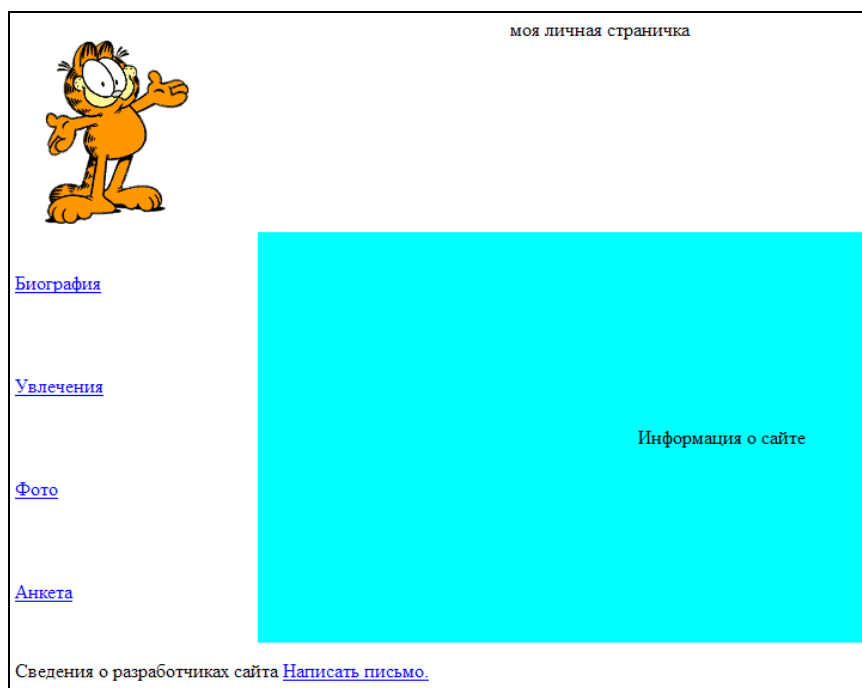 моя личная страничка
Биография
Увлечения
Информация о сайте
Фото
Анкета
Сведения о разработчиках сайта Написать письмо.